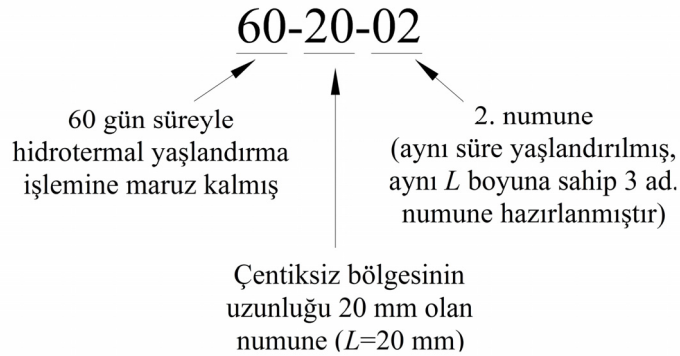 60-20-02
60 gün süreyle
hidrotermal yaşlandırma
işlemine maruz kalmış
2. numune
(aynı süre yaşlandırılmış,
aynı L boyuna sahip 3 ad.
numune hazırlanmıştır)
Çentiksiz bölgesinin
uzunluğu 20 mm olan
numune (L=20 mm)